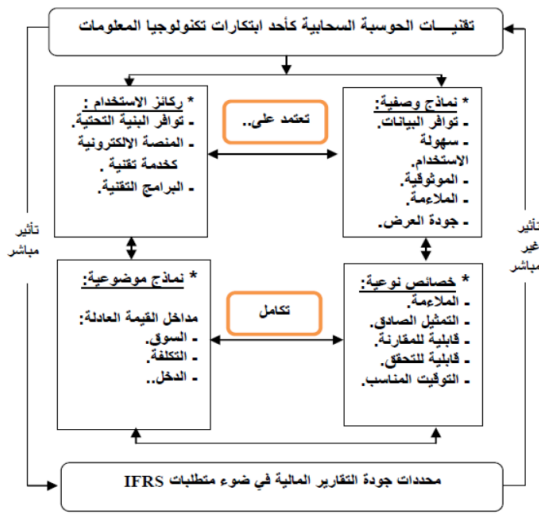 تقنيـــات الحوسبة السحابية كأحد ابتكارات تكنولوجيا المعلومات
* نماذج وصفية:
- توافر البيانات.
- سهولة
الاستخدام.
- الموثوقية.
- الملاءمة.
- جودة العرض.
تعتمد على..
* ركائز الاستخدام :
- توافر البنية التحتية.
- المنصة الالكترونية
كخدمة تقنية .
- البرامج التقنية.
تأثير
غير
مباشر
تأثير
مباشر
* خصائص نوعية:
- الملاءمة.
- التمثيل الصادق.
- قابلية للمقارنة.
- قابلية للتحقق.
- التوقيت المناسب.
تكامل
* نماذج موضوعية:
مداخل القيمة العادلة:
- السوق.
- التكلفة.
- الدخل..
محددات جودة التقارير المالية في ضوء متطلبات IFRS